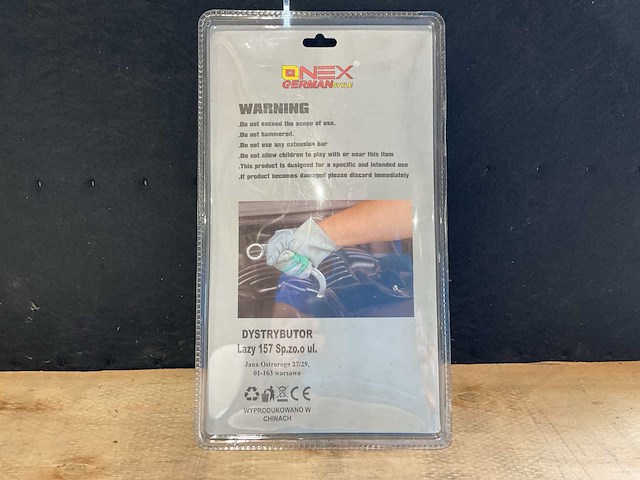 ONEX
GERMAN STYLE
WARNING
.Do not exceed the scope of use.
.Do not hammered.
.Do not use any extension bar
.Do not allow children to play with or near this item
.This product is designed for a specific and intended use
.If product becomes damaged please discard immediately
DYSTRYBUTOR
Lazy 157 Sp.zo.o ul.
Jana Ostroroga 27/29,
01-163 warsawa
CE
WYPRODUKOWANO W
CHINACH